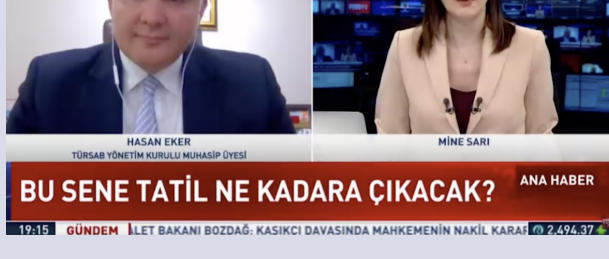 HASAN EKER
TÜRSAB YÖNETİM KURULU MUHASİP ÜYESİ
MİNE SARI
BU SENE TATİL NE KADARA ÇIKACAK?
ANA HABER
19:15 GÜNDEM ALET BAKANI BOZDAĞ: KAŞIKÇI DAVASINDA MAHKEMENİN NAKİL KARAR 2,494.37